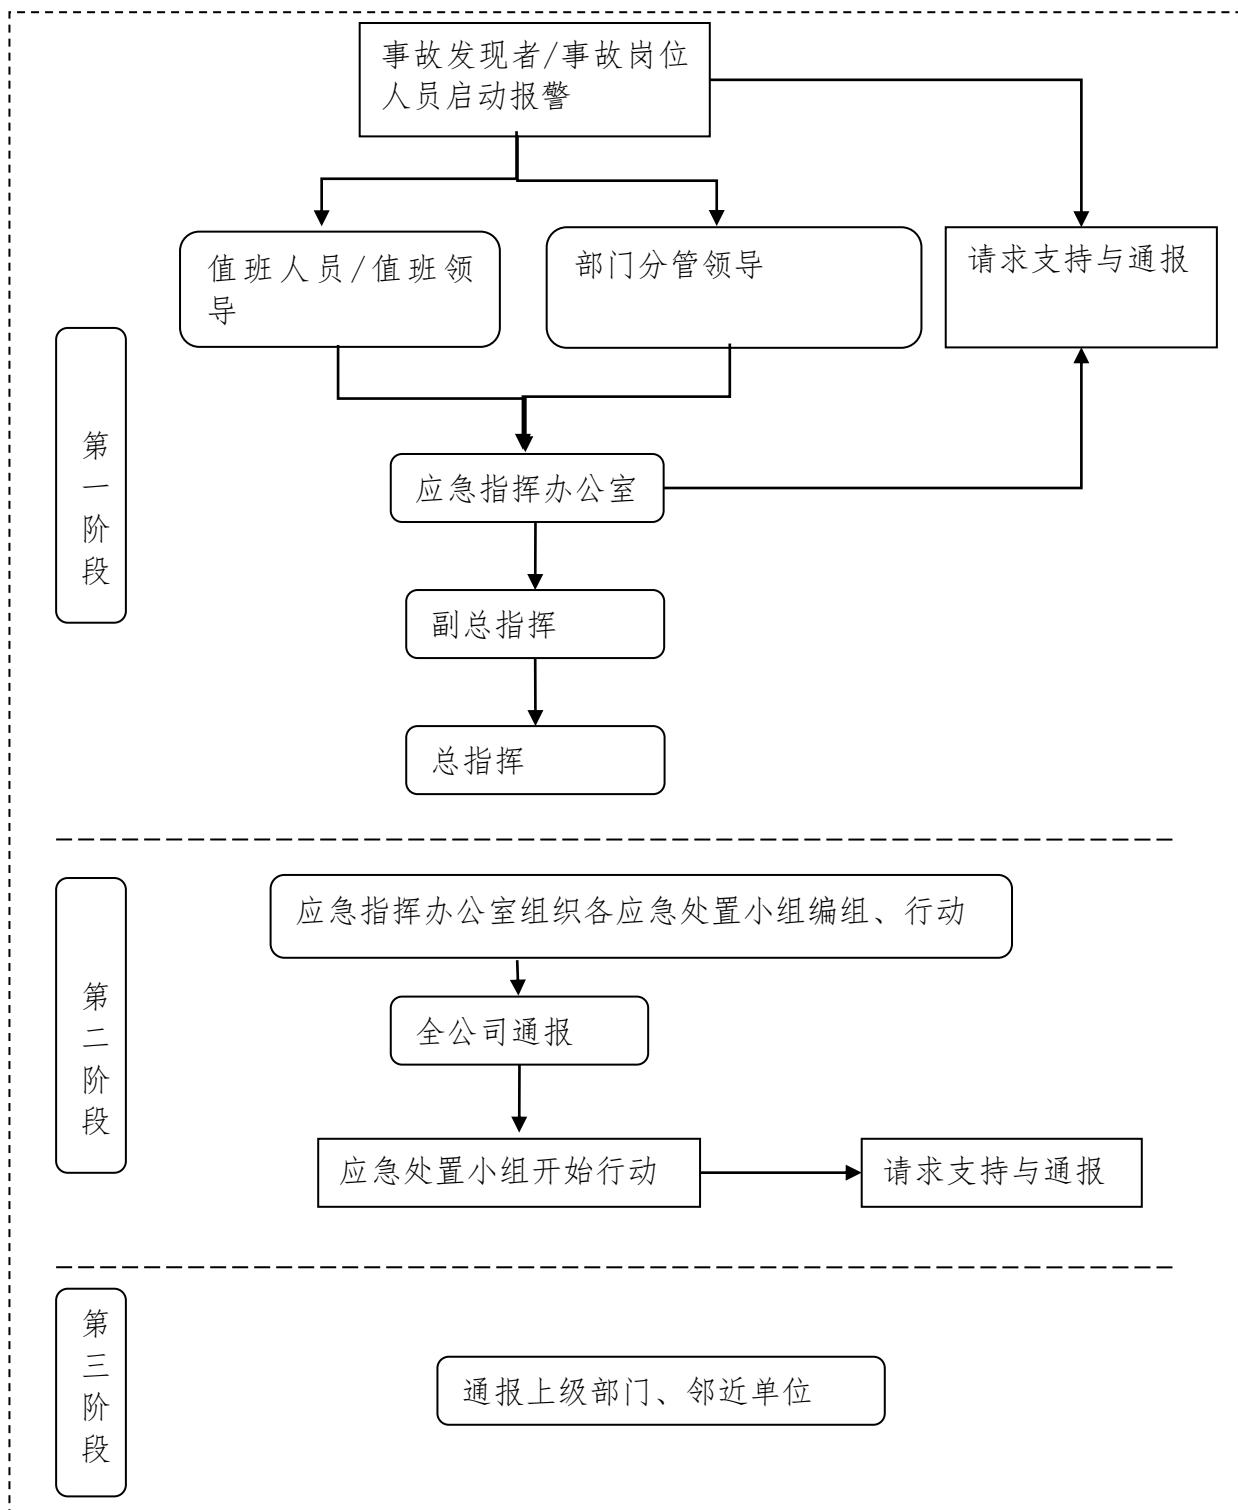 事故发现者/事故岗位
人员启动报警
值班人员/值班领
导
部门分管领导
请求支持与通报
第
一
阶
段
应急指挥办公室
副总指挥
总指挥
第
二
阶
段
应急指挥办公室组织各应急处置小组编组、行动
全公司通报
应急处置小组开始行动
请求支持与通报
第
三
阶
段
通报上级部门、邻近单位